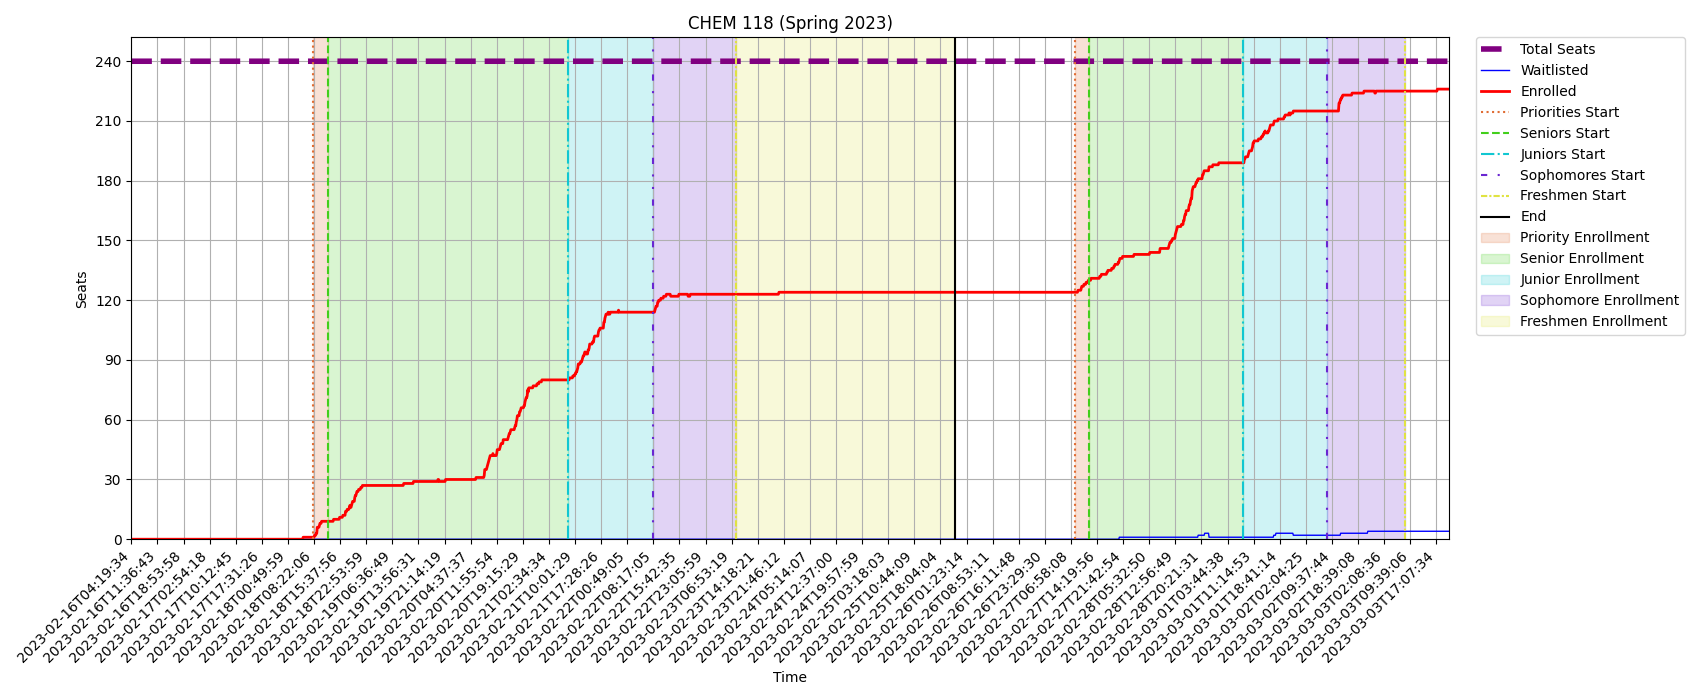 CHEM 118 (Spring 2023)
Seats
240
210
180
150
120
90
60
30
0
2023-02-16T04:19:34
2023-02-16T11:36:43
2023-02-16T18:53:58
2023-02-17T02:54:18
2023-02-17T10:12:45
2023-02-17T17:31:26
2023-02-18T00:49:59
2023-02-18T08:22:06
2023-02-18T15:37:56
2023-02-18T22:53:59
2023-02-19T06:36:49
2023-02-19T13:56:31
2023-02-19T21:14:19
2023-02-20T04:37:37
2023-02-20T11:55:54
2023-02-20T19:15:29
2023-02-21T02:34:34
2023-02-21T10:01:29
2023-02-21T17:28:26
2023-02-22T00:49:05
2023-02-22T08:17:05
2023-02-22T15:42:35
2023-02-22T23:05:59
2023-02-23T06:53:19
2023-02-23T14:18:21
2023-02-23T21:46:12
2023-02-24T05:14:07
2023-02-24T12:37:00
2023-02-24T19:57:59
2023-02-25T03:18:03
2023-02-25T10:44:09
2023-02-25T18:04:04
2023-02-26T01:23:14
2023-02-26T08:53:11
2023-02-26T16:11:48
2023-02-26T23:29:30
2023-02-27T06:58:08
2023-02-27T14:19:56
2023-02-27T21:42:54
2023-02-28T05:32:50
2023-02-28T12:56:49
2023-02-28T20:21:31
2023-03-01T03:44:38
2023-03-01T11:14:53
2023-03-01T18:41:14
2023-03-02T02:04:25
2023-03-02T09:37:44
2023-03-02T18:39:08
2023-03-03T02:08:36
2023-03-03T09:39:06
2023-03-03T17:07:34
Time
Total Seats
Waitlisted
Enrolled
Priorities Start
Seniors Start
Juniors Start
Sophomores Start
Freshmen Start
End
Priority Enrollment
Senior Enrollment
Junior Enrollment
Sophomore Enrollment
Freshmen Enrollment